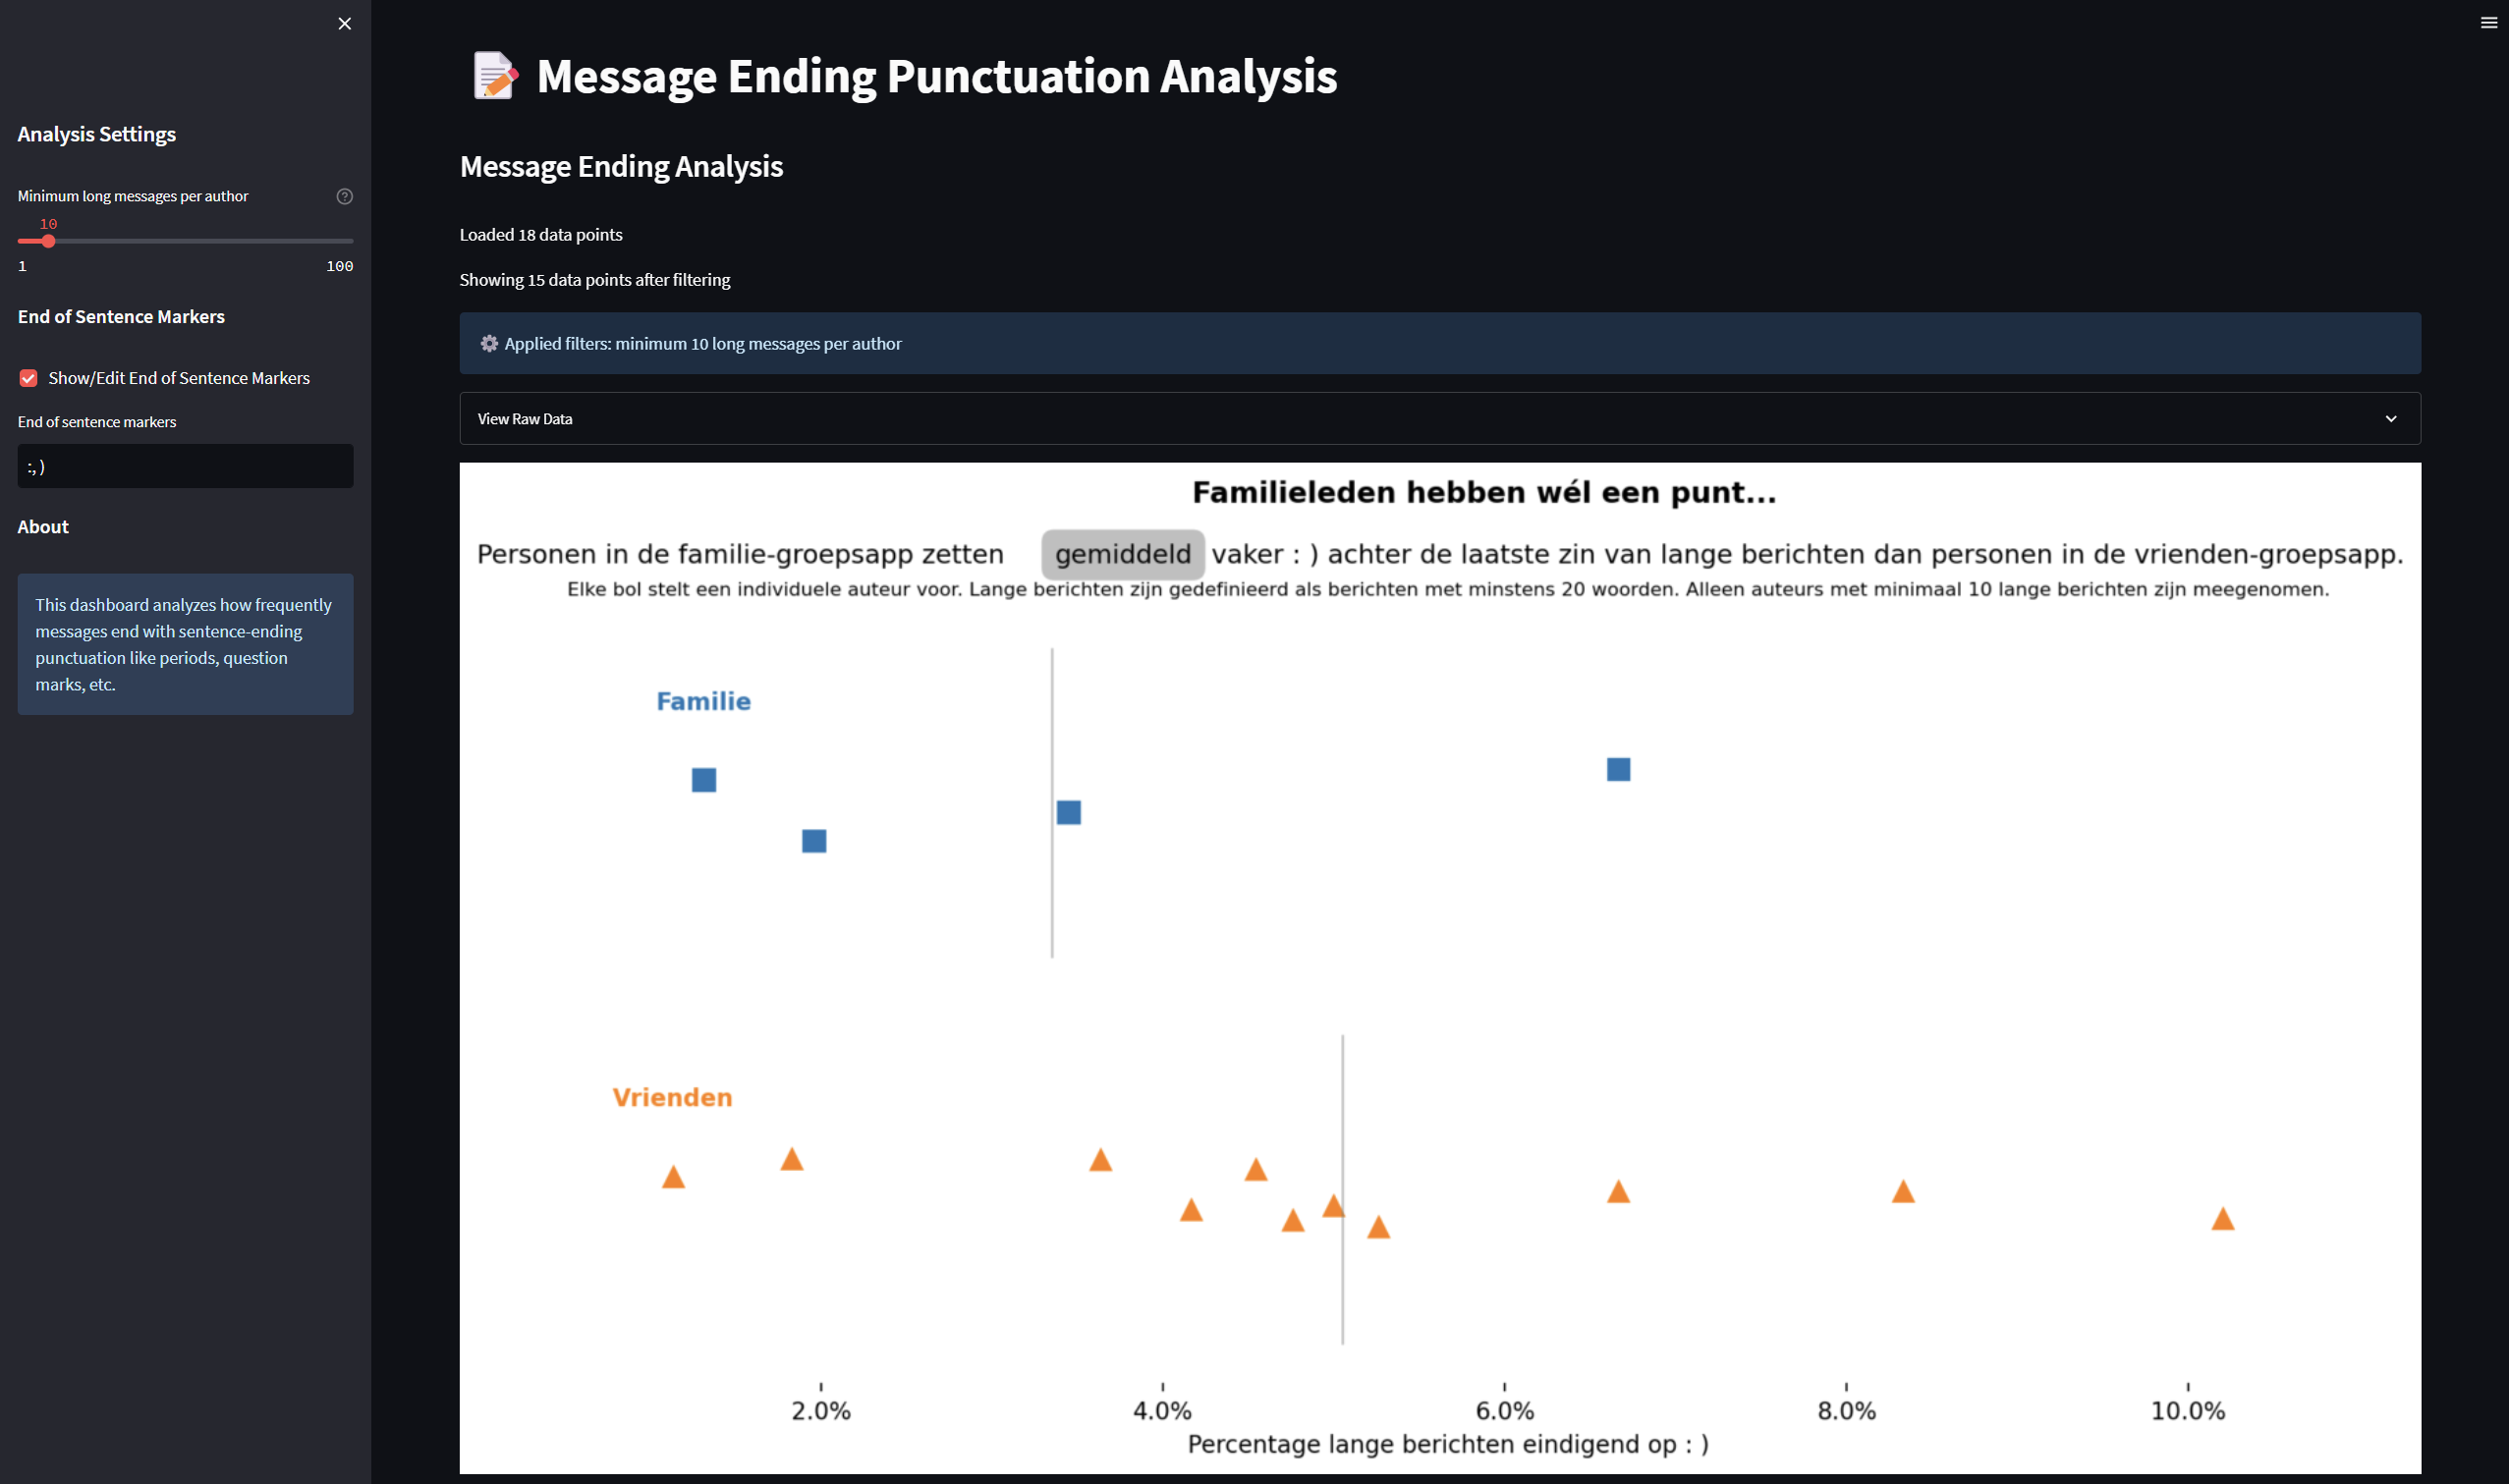 Analysis Settings
Minimum long messages per author
10
1
100
End of Sentence Markers
Show/Edit End of Sentence Markers
End of sentence markers
:, )
About
This dashboard analyzes how frequently
messages end with sentence-ending
punctuation like periods, question
marks, etc.
Message Ending Punctuation Analysis
Message Ending Analysis
Loaded 18 data points
Showing 15 data points after filtering
Applied filters: minimum 10 long messages per author
View Raw Data
Familieleden hebben wél een punt...
Personen in de familie-groepsapp zetten gemiddeld vaker : ) achter de laatste zin van lange berichten dan personen in de vrienden-groepsapp.
Elke bol stelt een individuele auteur voor. Lange berichten zijn gedefinieerd als berichten met minstens 20 woorden. Alleen auteurs met minimaal 10 lange berichten zijn meegenomen.
Familie
Vrienden
2.0% 4.0% 6.0% 8.0% 10.0%
Percentage lange berichten eindigend op : )